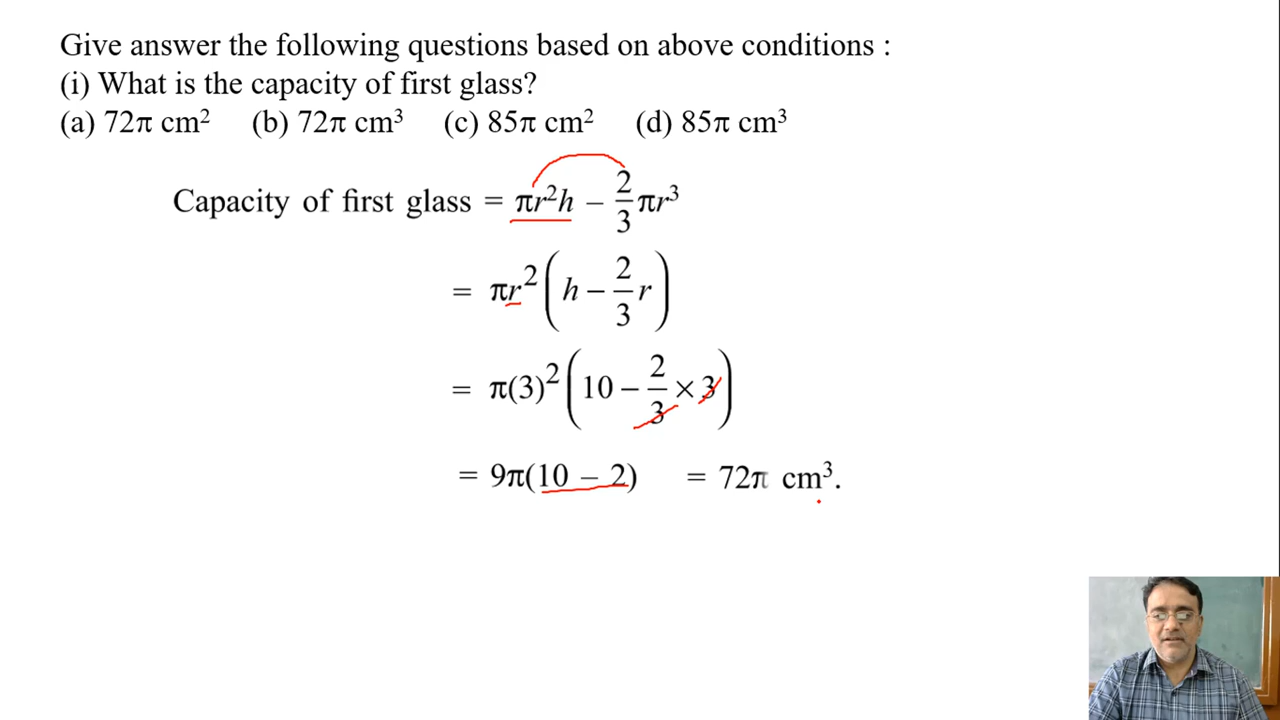 Give answer the following questions based on above conditions :
(i) What is the capacity of first glass?
(a) 72π cm² (b) 72π cm³ (c) 85π cm² (d) 85π cm³
Capacity of first glass = πr²h − 2/3 πr³
= πr² (h − 2/3 r)
= π(3)² (10 − 2/3 × 3)
= 9π(10 − 2) = 72π cm³.